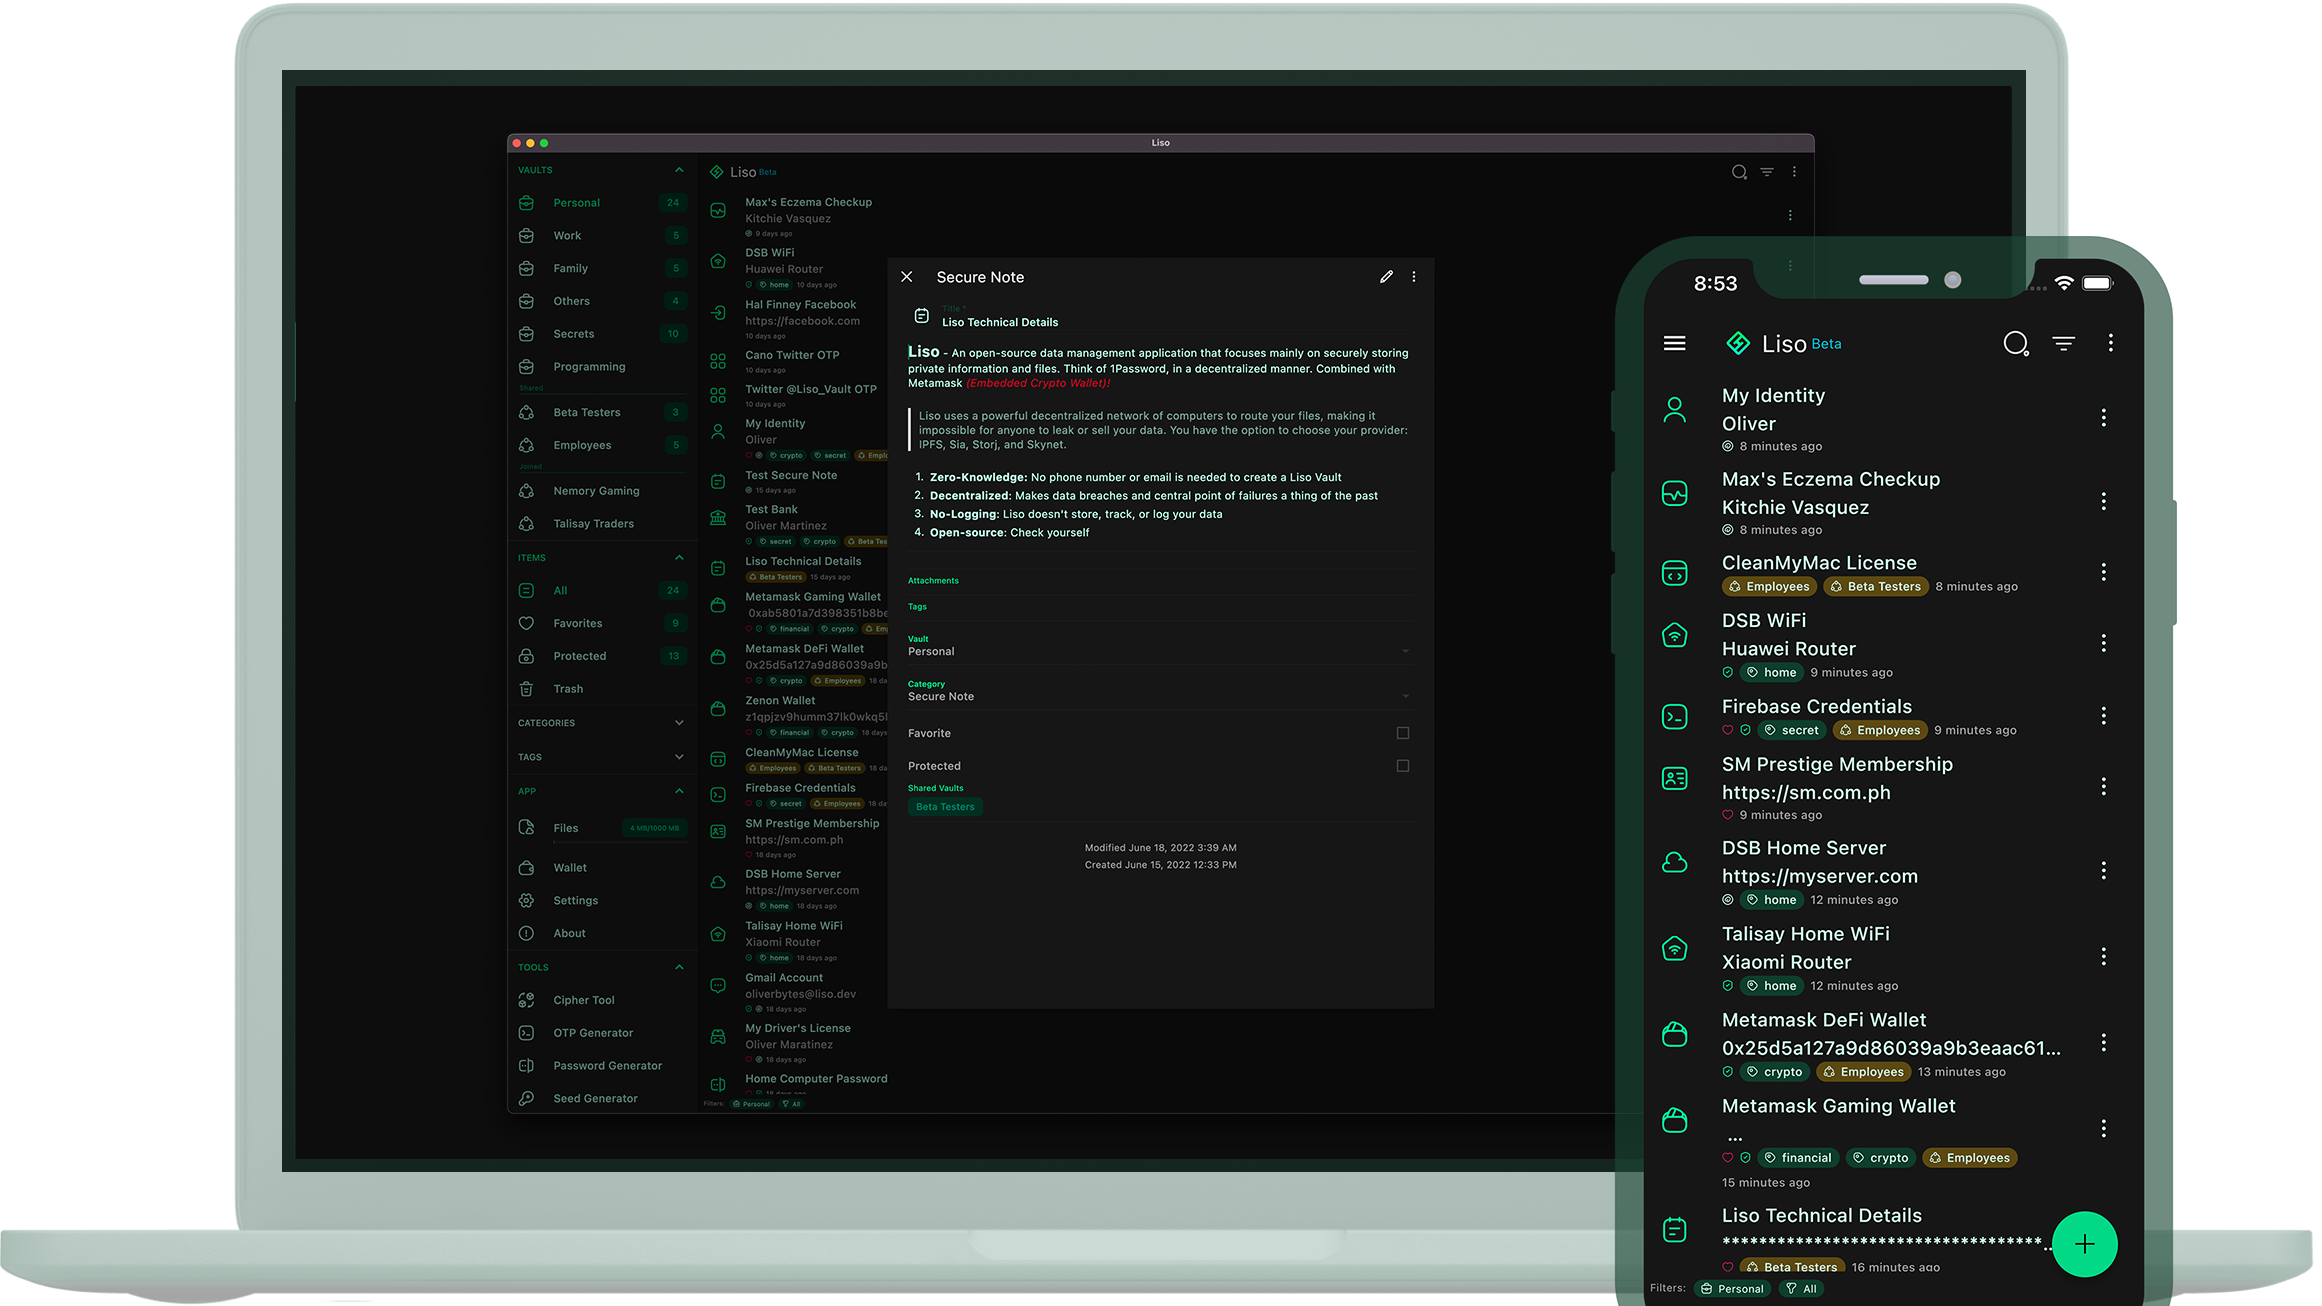 Liso
VAULTS
Personal 24
Work 5
Family 5
Others 4
Secrets 10
Programming
Shared
Beta Testers 3
Employees 5
Joined
Nemory Gaming
Talisay Traders
ITEMS
All 24
Favorites 9
Protected 13
Trash
CATEGORIES
TAGS
APP
Files 4 MB/1000 MB
Wallet
Settings
About
TOOLS
Cipher Tool
OTP Generator
Password Generator
Seed Generator
Liso Beta
Max's Eczema Checkup
Kitchie Vasquez
9 days ago
DSB WiFi
Huawei Router
home 10 days ago
Hal Finney Facebook
https://facebook.com
10 days ago
Cano Twitter OTP
10 days ago
Twitter @Liso_Vault OTP
10 days ago
My Identity
Oliver
crypto secret Emplo
Test Secure Note
15 days ago
Test Bank
Oliver Martinez
secret crypto Beta Tes
Liso Technical Details
Beta Testers 15 days ago
Metamask Gaming Wallet
0xab5801a7d398351b8be
financial crypto Em
Metamask DeFi Wallet
0x25d5a127a9d86039a9b
crypto Employees 18 da
Zenon Wallet
z1qpjzv9humm37lk0wkq5l
financial crypto 18 days
CleanMyMac License
Employees Beta Testers 18 da
Firebase Credentials
secret Employees 18 da
SM Prestige Membership
https://sm.com.ph
18 days ago
DSB Home Server
https://myserver.com
home 18 days ago
Talisay Home WiFi
Xiaomi Router
home 18 days ago
Gmail Account
oliverbytes@liso.dev
18 days ago
My Driver's License
Oliver Maratinez
18 days ago
Home Computer Password
18 days ago
Filters: Personal All
Secure Note
Title *
Liso Technical Details
Liso - An open-source data management application that focuses mainly on securely storing
private information and files. Think of 1Password, in a decentralized manner. Combined with
Metamask (Embedded Crypto Wallet)!
Liso uses a powerful decentralized network of computers to route your files, making it
impossible for anyone to leak or sell your data. You have the option to choose your provider:
IPFS, Sia, Storj, and Skynet.
1. Zero-Knowledge: No phone number or email is needed to create a Liso Vault
2. Decentralized: Makes data breaches and central point of failures a thing of the past
3. No-Logging: Liso doesn't store, track, or log your data
4. Open-source: Check yourself
Attachments
Tags
Vault
Personal
Category
Secure Note
Favorite
Protected
Shared Vaults
Beta Testers
Modified June 18, 2022 3:39 AM
Created June 15, 2022 12:33 PM
8:53
Liso Beta
My Identity
Oliver
8 minutes ago
Max's Eczema Checkup
Kitchie Vasquez
8 minutes ago
CleanMyMac License
Employees Beta Testers 8 minutes ago
DSB WiFi
Huawei Router
home 9 minutes ago
Firebase Credentials
secret Employees 9 minutes ago
SM Prestige Membership
https://sm.com.ph
9 minutes ago
DSB Home Server
https://myserver.com
home 12 minutes ago
Talisay Home WiFi
Xiaomi Router
home 12 minutes ago
Metamask DeFi Wallet
0x25d5a127a9d86039a9b3eaac61...
crypto Employees 13 minutes ago
Metamask Gaming Wallet
...
financial crypto Employees
15 minutes ago
Liso Technical Details
***********************************..
Beta Testers 16 minutes ago
Filters: Personal All